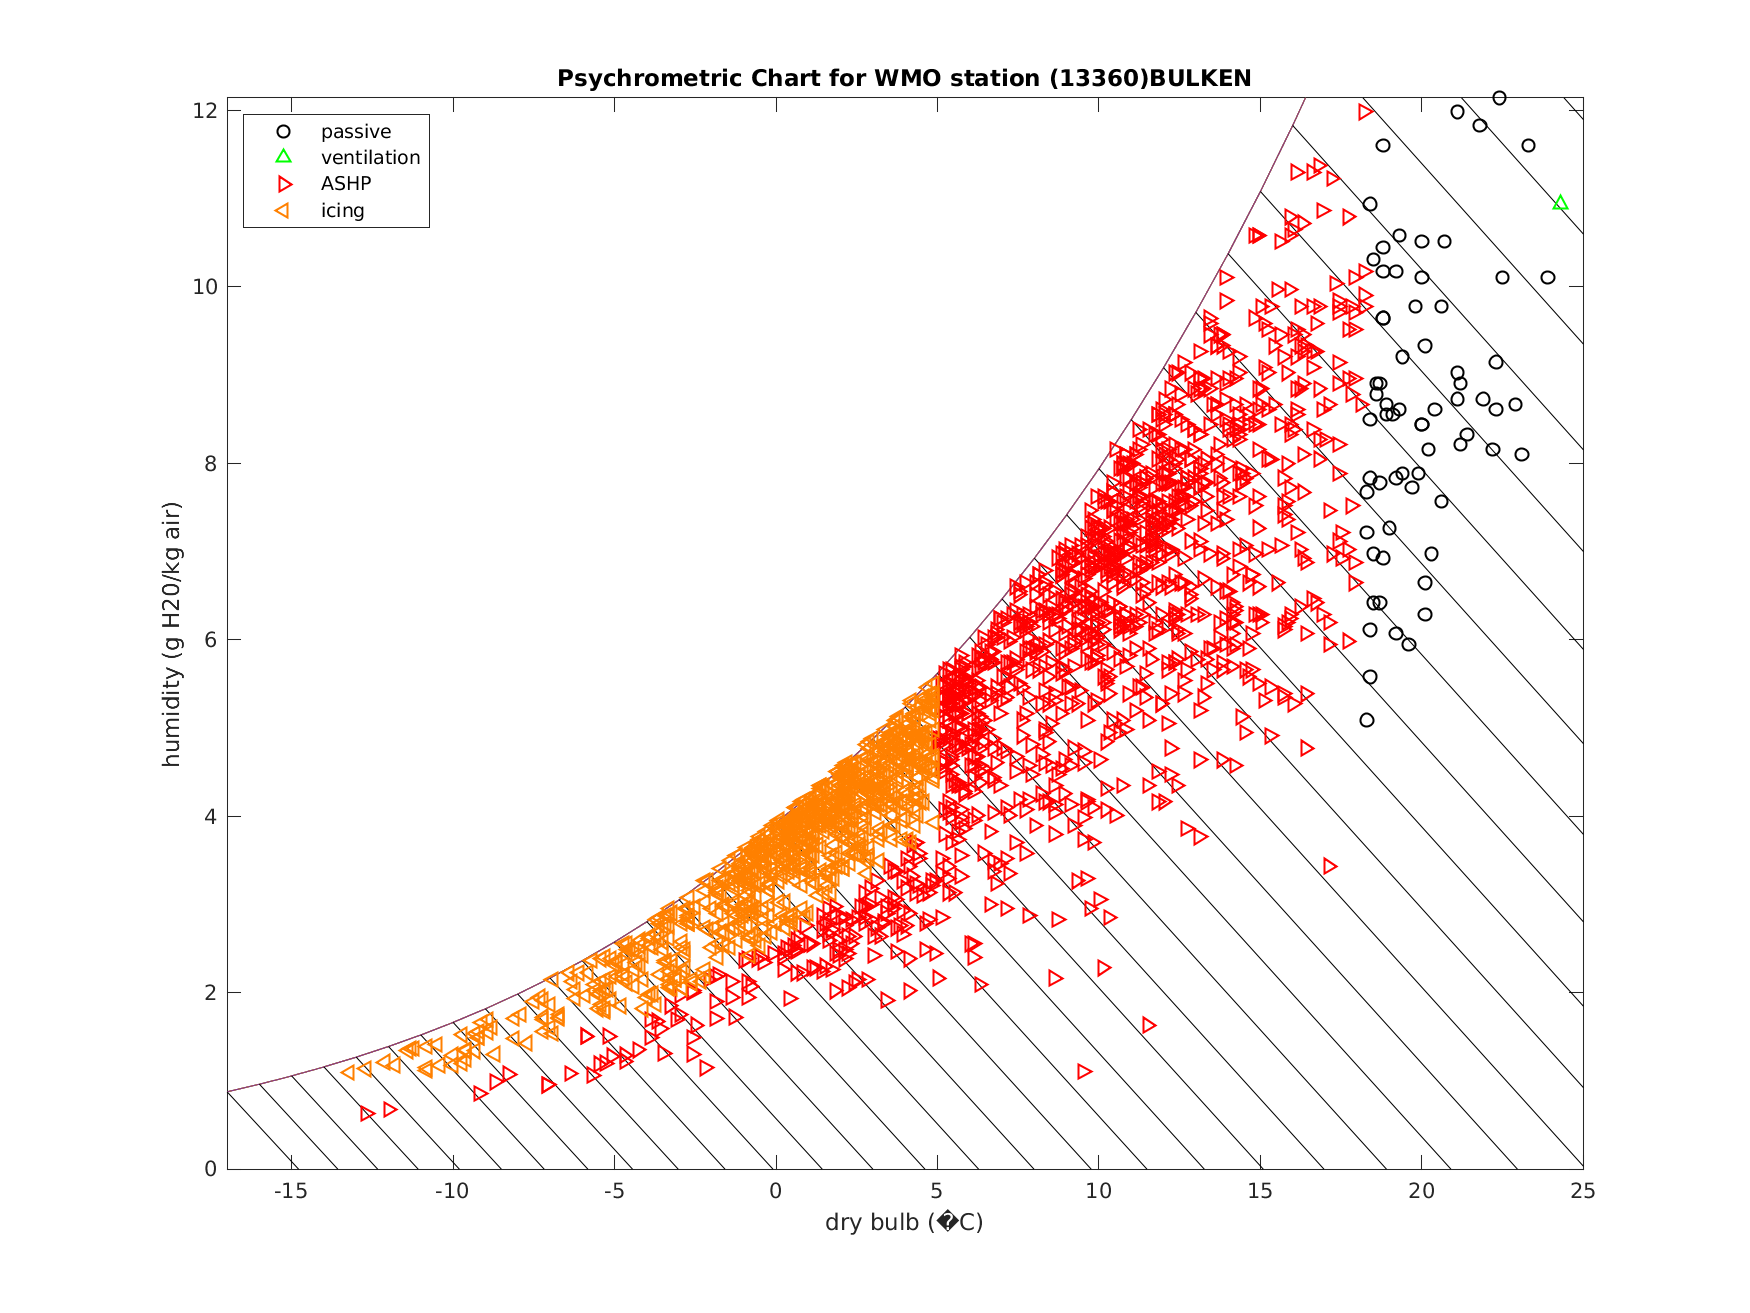 Psychrometric Chart for WMO station (13360)BULKEN
passive
ventilation
ASHP
icing
humidity (g H20/kg air)
12
10
8
6
4
2
0
-15 -10 -5 0 5 10 15 20 25
dry bulb (�C)